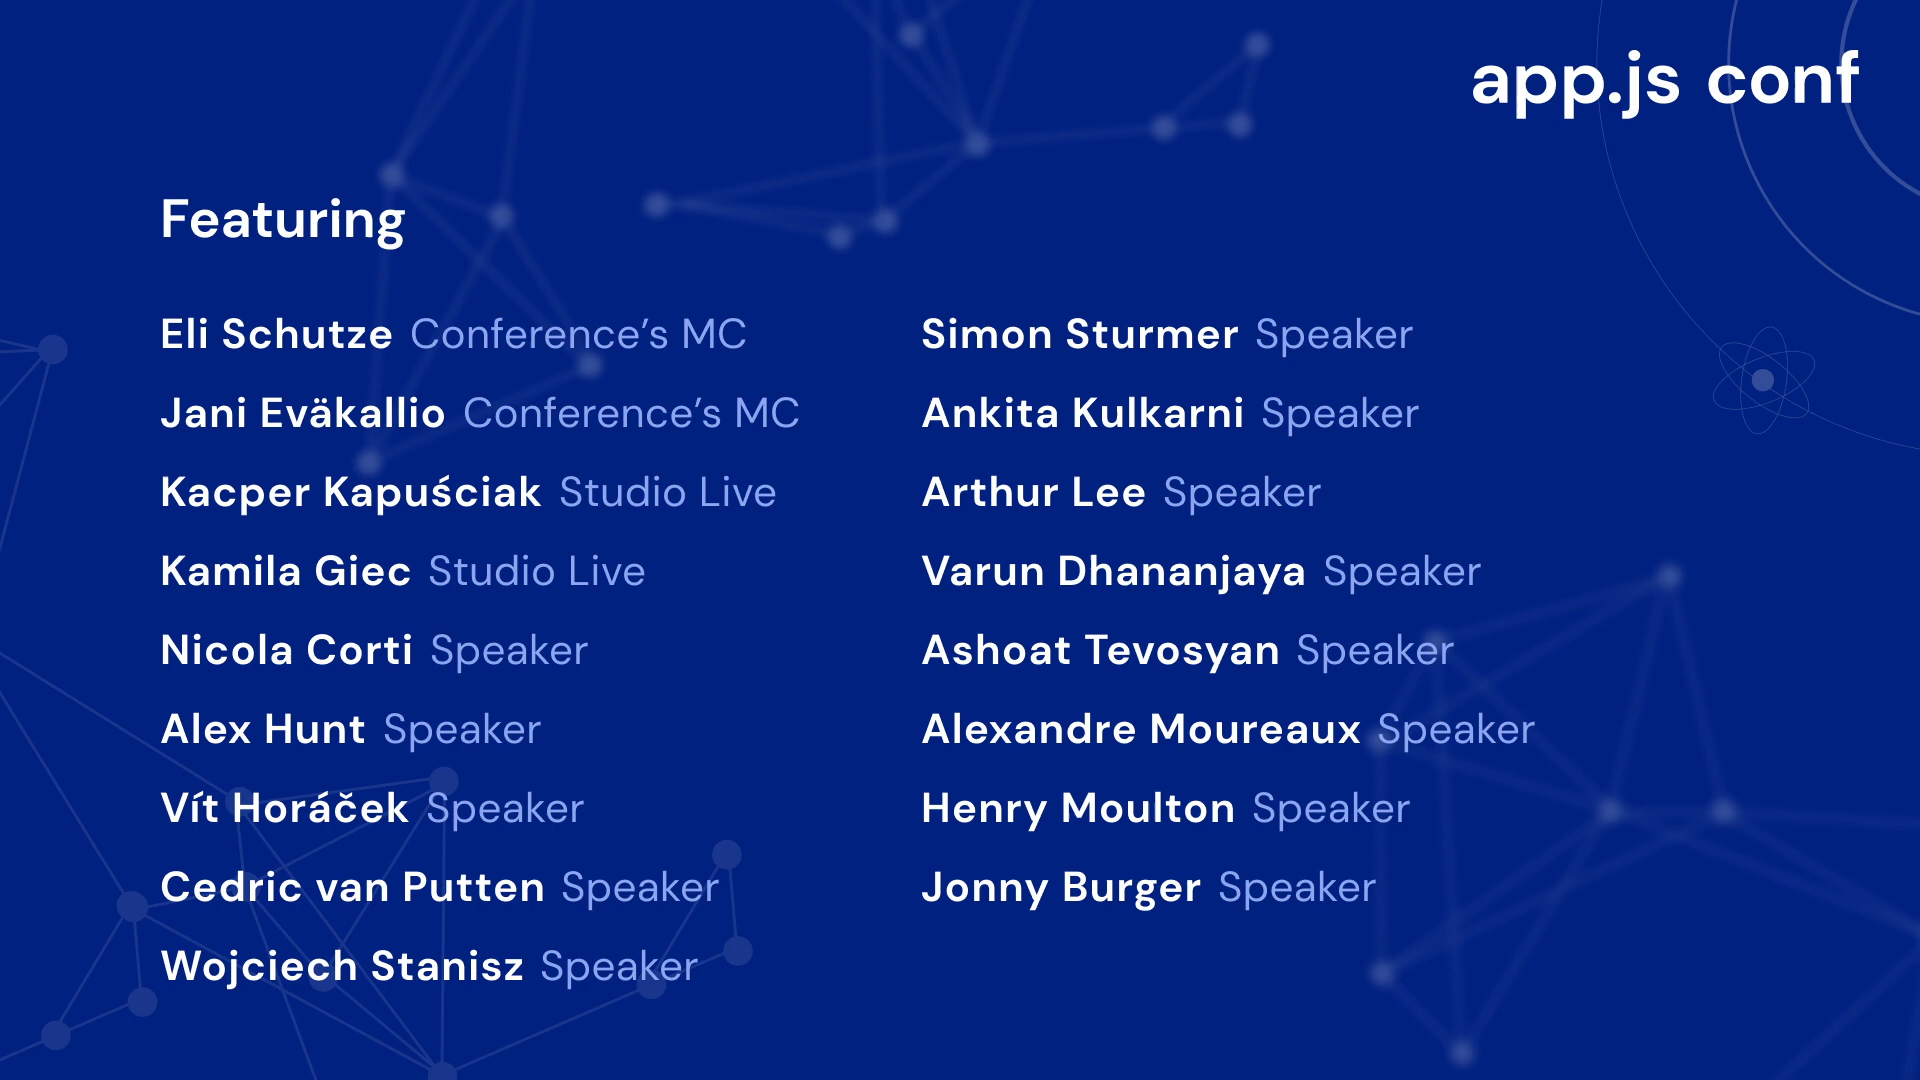 app.js conf
Featuring
Eli Schutze Conference’s MC
Jani Eväkallio Conference’s MC
Kacper Kapuściak Studio Live
Kamila Giec Studio Live
Nicola Corti Speaker
Alex Hunt Speaker
Vít Horáček Speaker
Cedric van Putten Speaker
Wojciech Stanisz Speaker
Simon Sturmer Speaker
Ankita Kulkarni Speaker
Arthur Lee Speaker
Varun Dhananjaya Speaker
Ashoat Tevosyan Speaker
Alexandre Moureaux Speaker
Henry Moulton Speaker
Jonny Burger Speaker